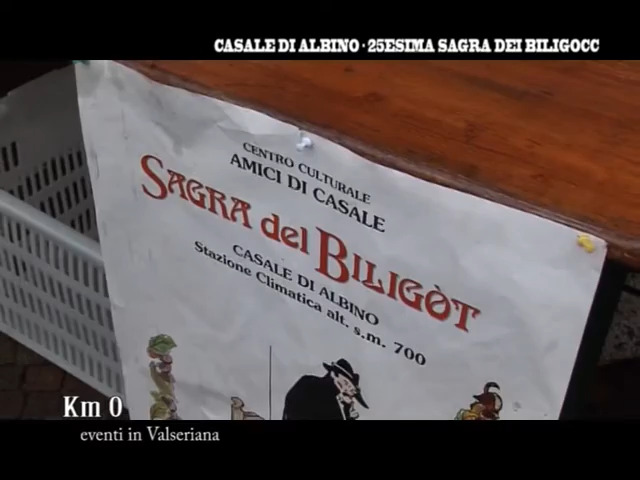 CASALE DI ALBINO · 25ESIMA SAGRA DEI BILIGOCC
CENTRO CULTURALE
AMICI DI CASALE
SAGRA del BILIGÒT
CASALE DI ALBINO
Stazione Climatica alt. s.m. 700
Km 0
eventi in Valseriana